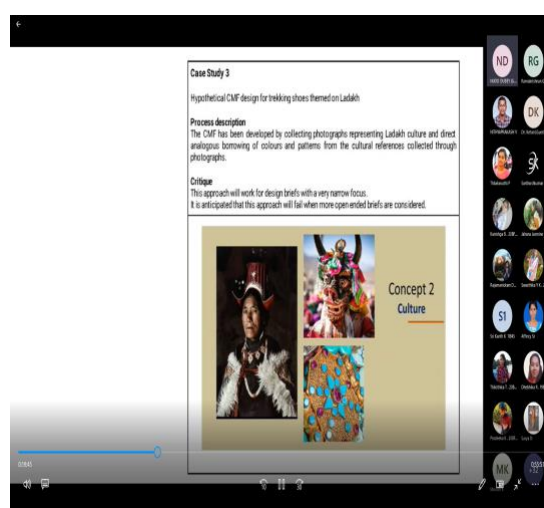 Case Study 3
Hypothetical CMF design for trekking shoes themed on Ladakh
Process description
The CMF has been developed by collecting photographs representing Ladakh culture and direct
analogous borrowing of colours and patterns from the cultural references collected through
photographs.
Critique
This approach will work for design briefs with a very narrow focus.
It is anticipated that this approach will fail when more open ended briefs are considered.
Concept 2
Culture
ND
RG
DK
SK
S1
MK